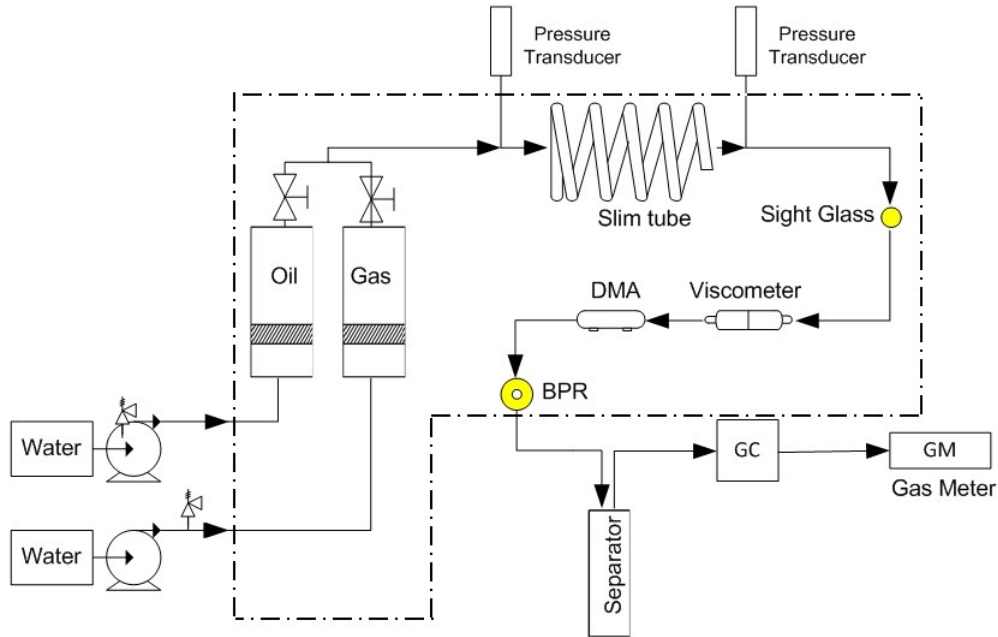 Pressure
Transducer
Pressure
Transducer
Slim tube
Sight Glass
Oil
Gas
DMA
Viscometer
BPR
Water
GC
GM
Gas Meter
Water
Separator